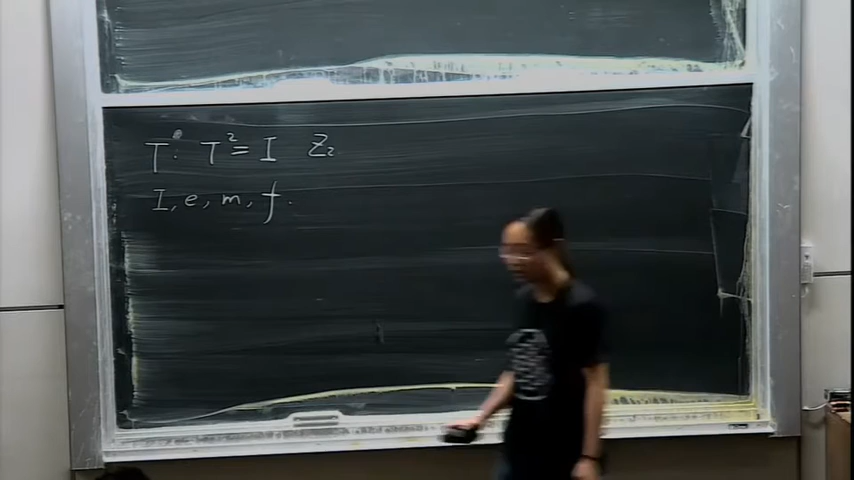 T: T² = I Z₂
I, e, m, f.